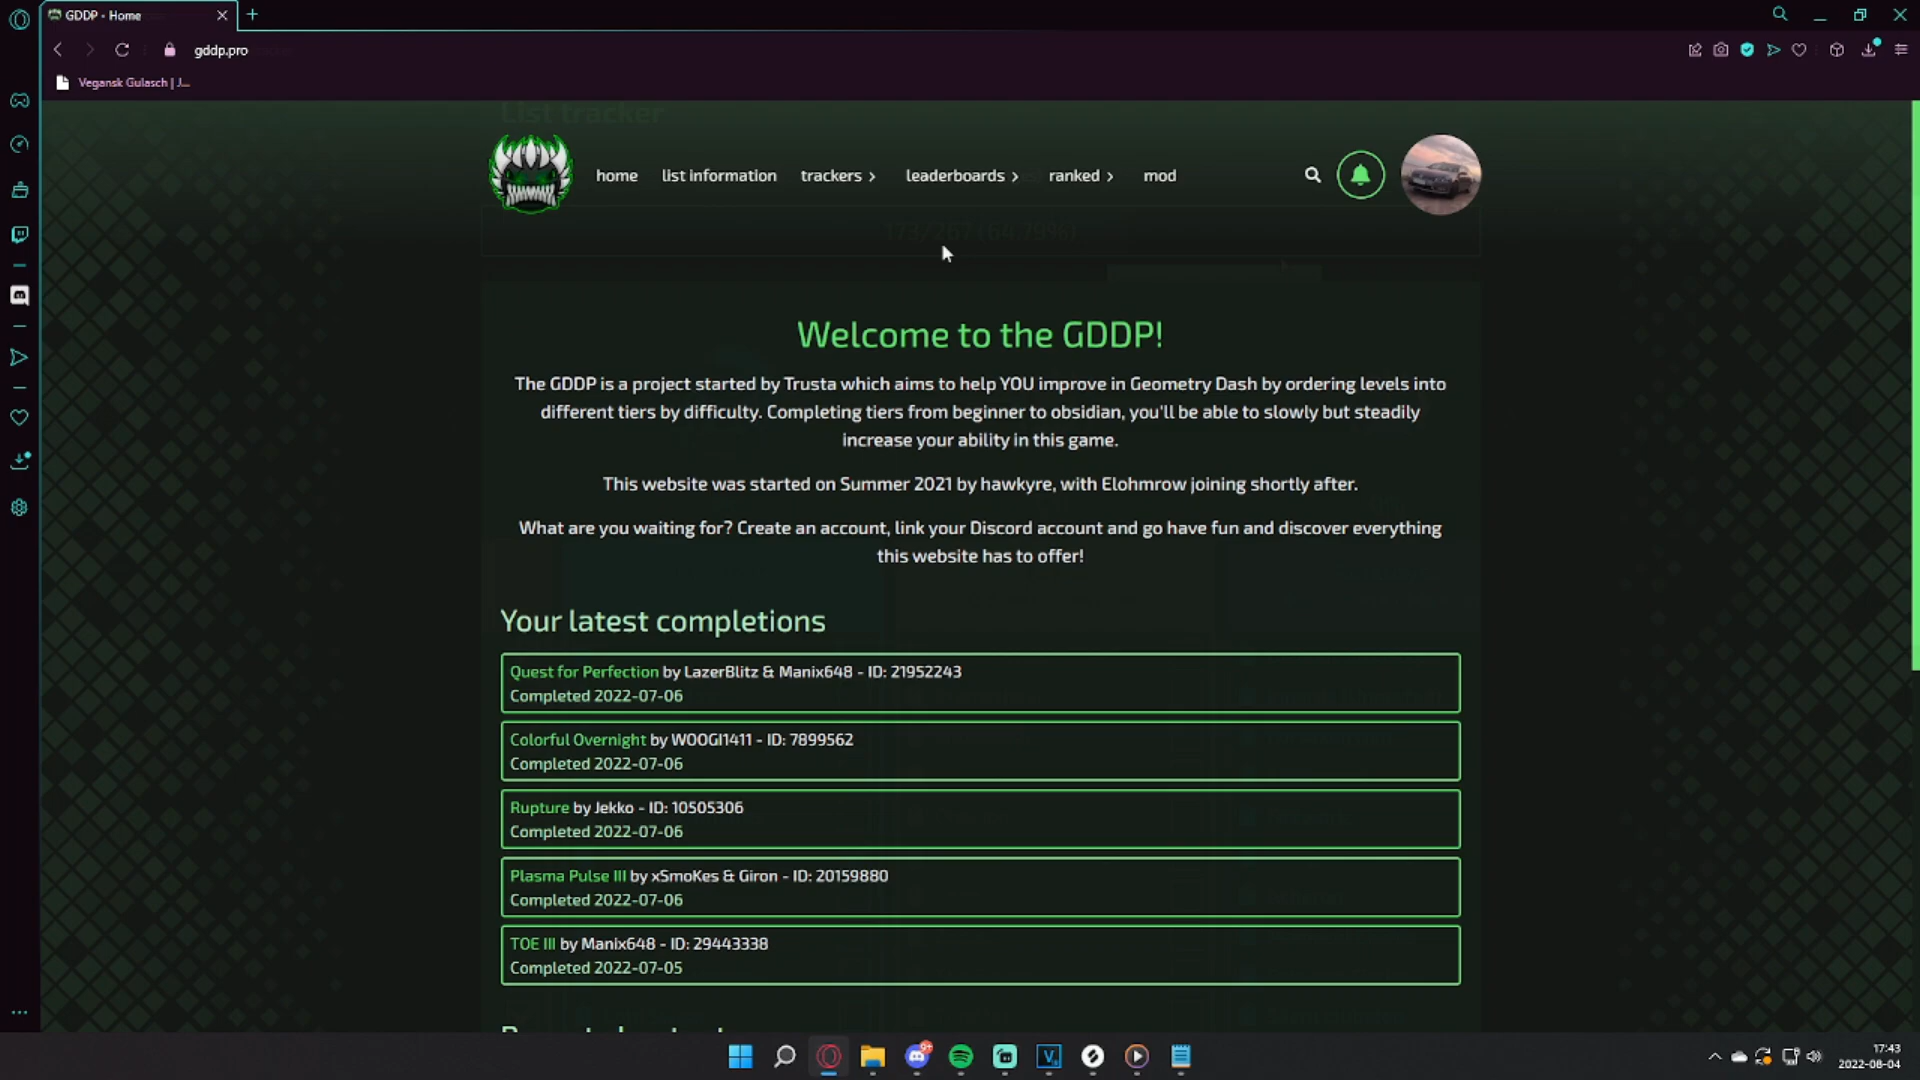 GDDP - Home
gddp.pro
Vegansk Gulasch | J...
List tracker
home list information trackers leaderboards ranked mod
Welcome to the GDDP!
The GDDP is a project started by Trusta which aims to help YOU improve in Geometry Dash by ordering levels into
different tiers by difficulty. Completing tiers from beginner to obsidian, you'll be able to slowly but steadily
increase your ability in this game.
This website was started on Summer 2021 by hawkyre, with Elohmrow joining shortly after.
What are you waiting for? Create an account, link your Discord account and go have fun and discover everything
this website has to offer!
Your latest completions
Quest for Perfection by LazerBlitz & Manix648 - ID: 21952243
Completed 2022-07-06
Colorful Overnight by WOOGI1411 - ID: 7899562
Completed 2022-07-06
Rupture by Jekko - ID: 10505306
Completed 2022-07-06
Plasma Pulse III by xSmoKes & Giron - ID: 20159880
Completed 2022-07-06
TOE III by Manix648 - ID: 29443338
Completed 2022-07-05
9+
17:43
2022-08-04